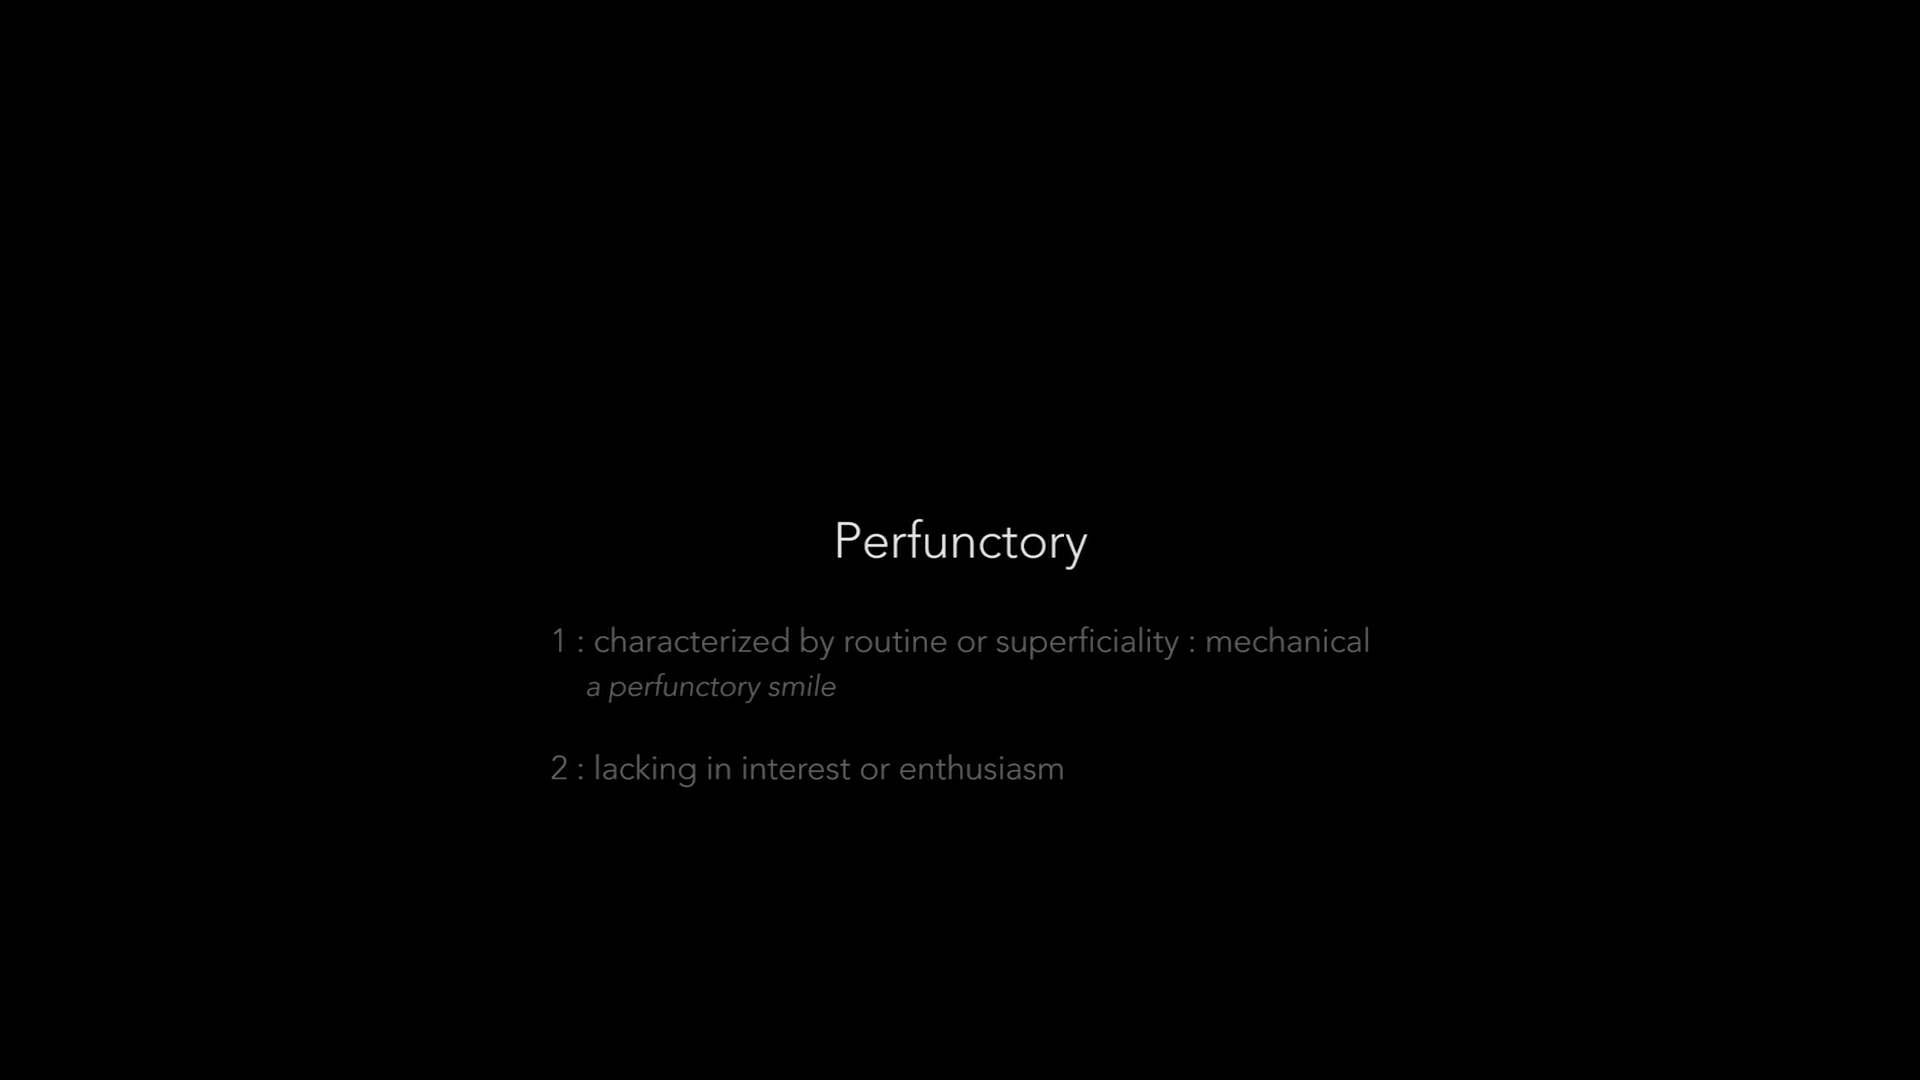 Perfunctory
1 : characterized by routine or superficiality : mechanical
a perfunctory smile
2 : lacking in interest or enthusiasm